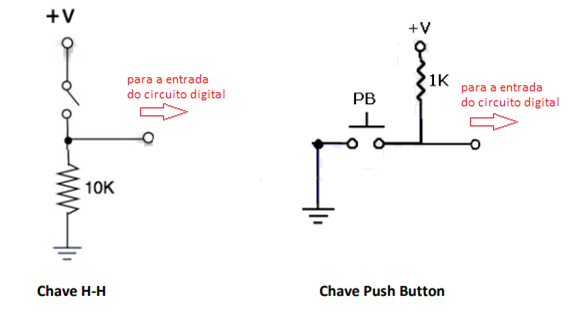 +V
para a entrada
do circuito digital
10K
Chave H-H
+V
1K
para a entrada
do circuito digital
PB
Chave Push Button